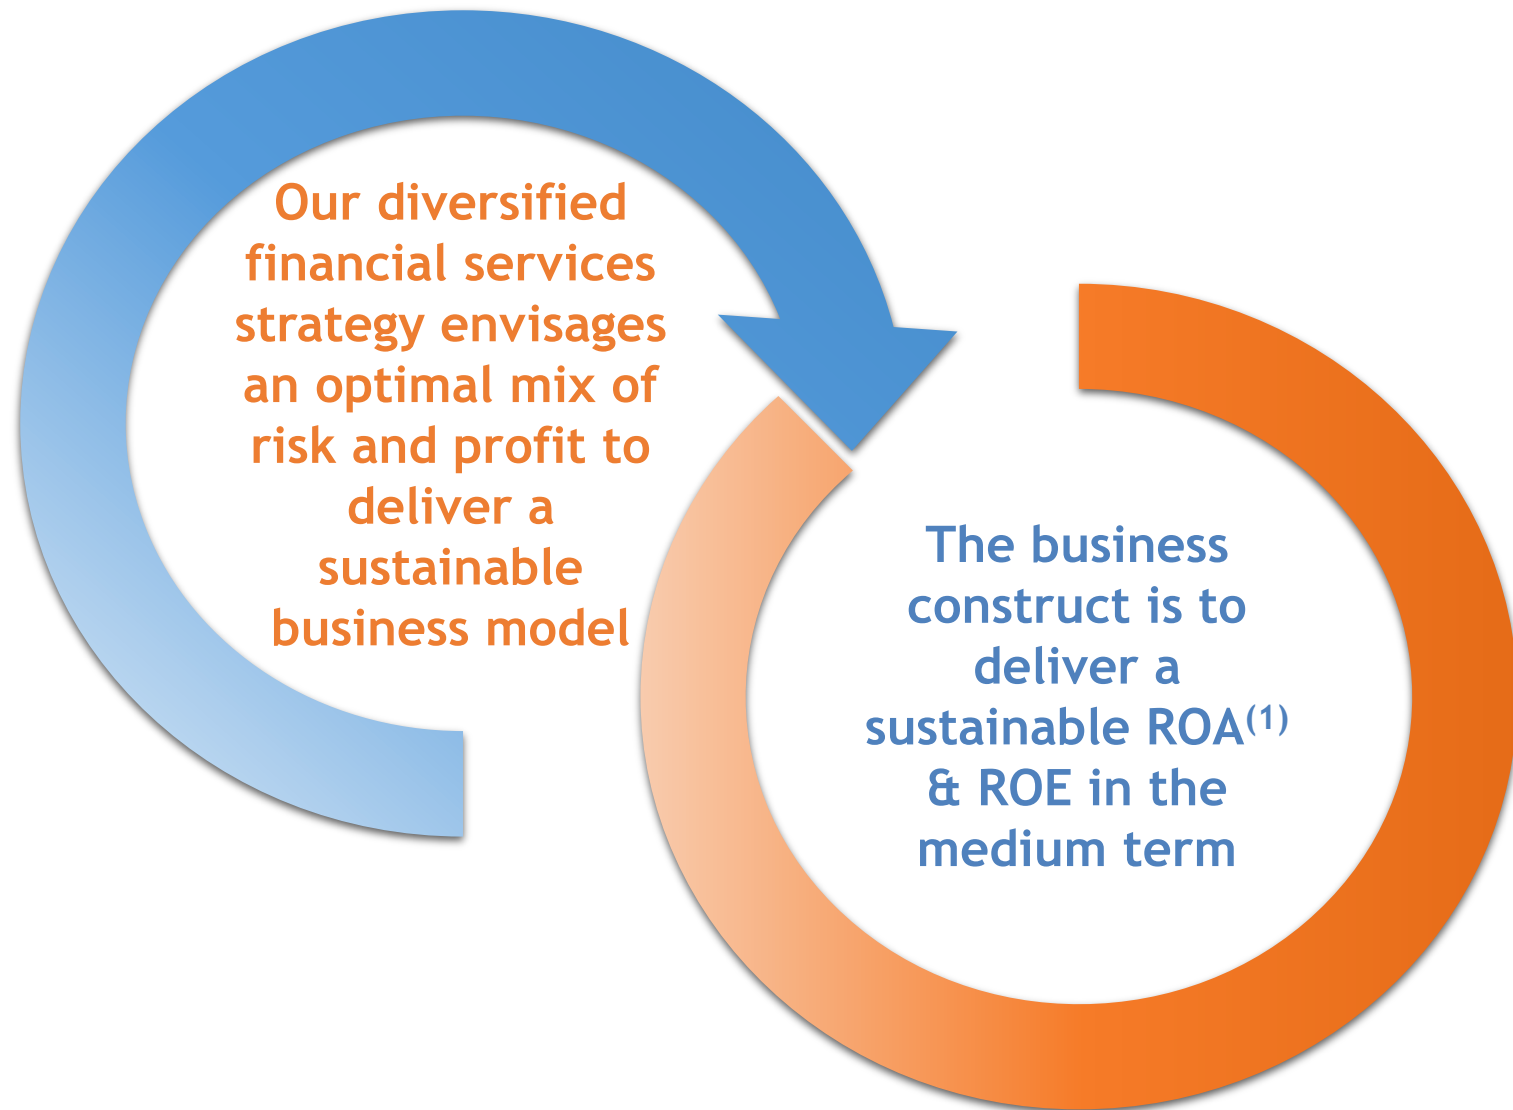 Our diversified
financial services
strategy envisages
an optimal mix of
risk and profit to
deliver a
sustainable
business model
The business
construct is to
deliver a
sustainable ROA(1)
& ROE in the
medium term